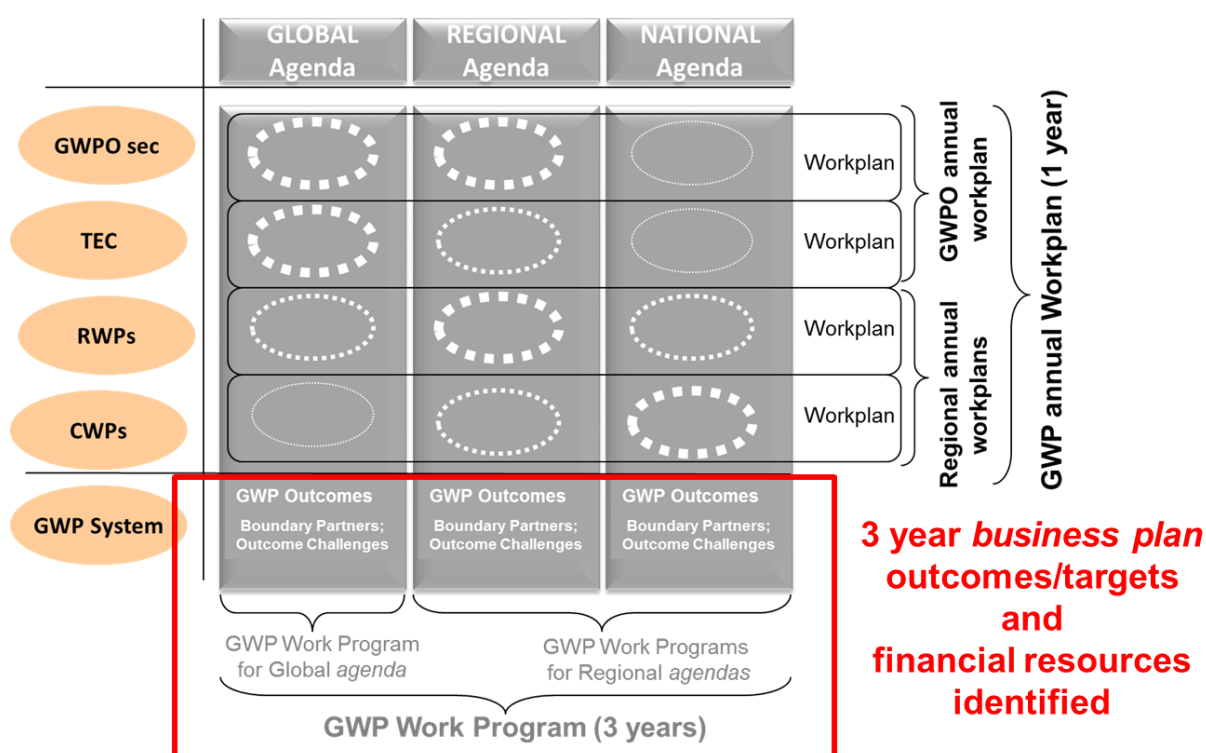 GLOBAL
Agenda
REGIONAL
Agenda
NATIONAL
Agenda
GWPO sec
Workplan
TEC
Workplan
RWPs
Workplan
CWPs
Workplan
GWPO annual
workplan
Regional annual
workplans
GWP annual Workplan (1 year)
GWP System
GWP Outcomes
Boundary Partners;
Outcome Challenges
GWP Outcomes
Boundary Partners;
Outcome Challenges
GWP Outcomes
Boundary Partners;
Outcome Challenges
GWP Work Program
for Global agenda
GWP Work Programs
for Regional agendas
GWP Work Program (3 years)
3 year business plan
outcomes/targets
and
financial resources
identified